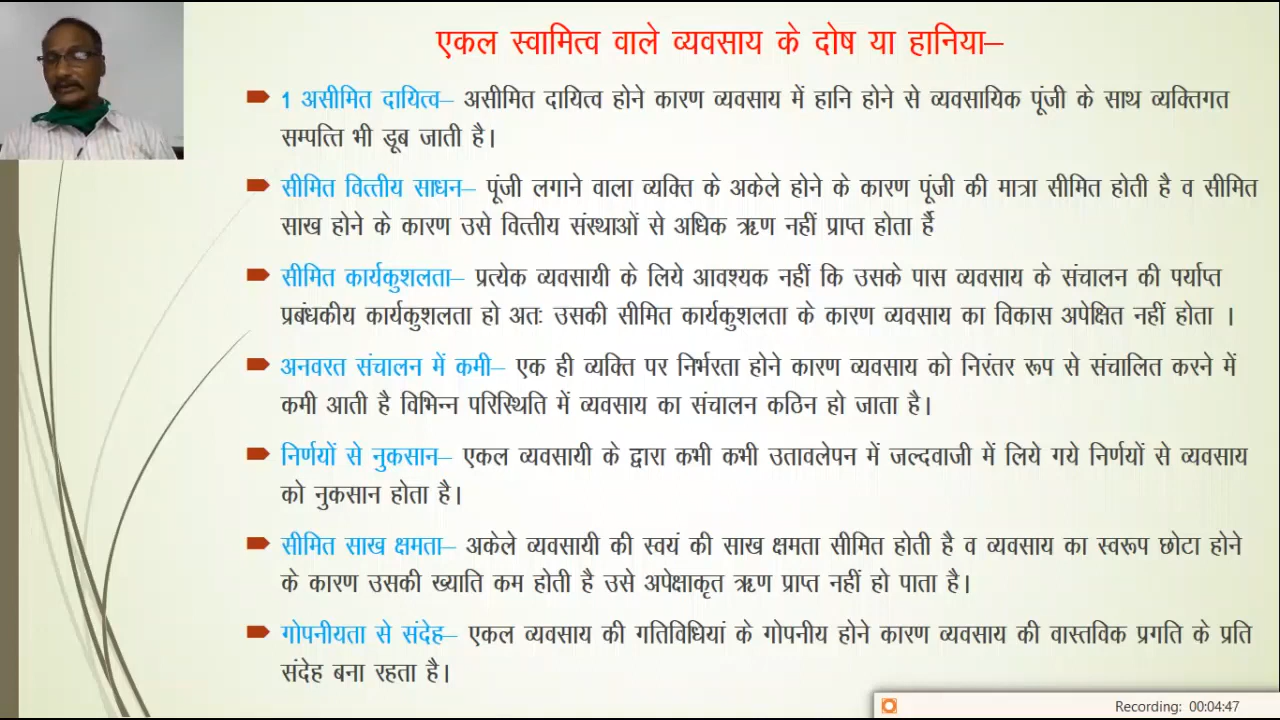 एकल स्वामित्व वाले व्यवसाय के दोष या हानिया–
1 असीमित दायित्व– असीमित दायित्व होने कारण व्यवसाय में हानि होने से व्यवसायिक पूंजी के साथ व्यक्तिगत
सम्पत्ति भी डूब जाती है।
सीमित वित्तीय साधन– पूंजी लगाने वाला व्यक्ति के अकेले होने के कारण पूंजी की मात्रा सीमित होती है व सीमित
साख होने के कारण उसे वित्तीय संस्थाओं से अधिक ऋण नहीं प्राप्त होता हैं
सीमित कार्यकुशलता– प्रत्येक व्यवसायी के लिये आवश्यक नहीं कि उसके पास व्यवसाय के संचालन की पर्याप्त
प्रबंधकीय कार्यकुशलता हो अतः उसकी सीमित कार्यकुशलता के कारण व्यवसाय का विकास अपेक्षित नहीं होता ।
अनवरत संचालन में कमी– एक ही व्यक्ति पर निर्भरता होने कारण व्यवसाय को निरंतर रूप से संचालित करने में
कमी आती है विभिन्न परिस्थिति में व्यवसाय का संचालन कठिन हो जाता है।
निर्णयों से नुकसान– एकल व्यवसायी के द्वारा कभी कभी उतावलेपन में जल्दवाजी में लिये गये निर्णयों से व्यवसाय
को नुकसान होता है।
सीमित साख क्षमता– अकेले व्यवसायी की स्वयं की साख क्षमता सीमित होती है व व्यवसाय का स्वरूप छोटा होने
के कारण उसकी ख्याति कम होती है उसे अपेक्षाकृत ऋण प्राप्त नहीं हो पाता है।
गोपनीयता से संदेह– एकल व्यवसाय की गतिविधियां के गोपनीय होने कारण व्यवसाय की वास्तविक प्रगति के प्रति
संदेह बना रहता है।
Recording: 00:04:47